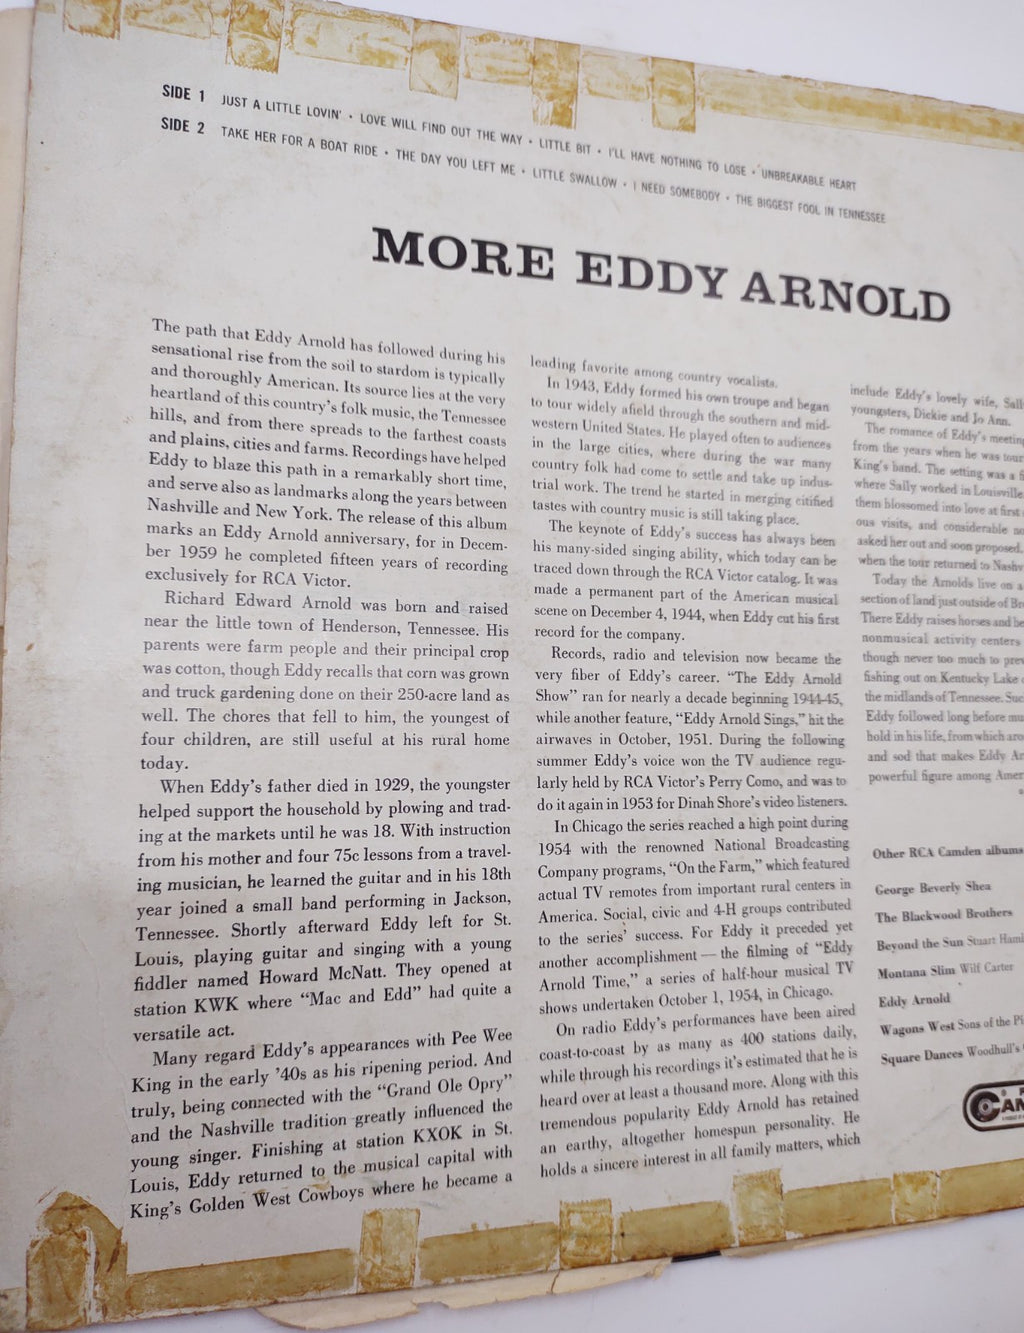 SIDE 1 JUST A LITTLE LOVIN' • LOVE WILL FIND OUT THE WAY • LITTLE BIT • I'LL HAVE NOTHING TO LOSE • UNBREAKABLE HEART
SIDE 2 TAKE HER FOR A BOAT RIDE • THE DAY YOU LEFT ME • LITTLE SWALLOW • I NEED SOMEBODY • THE BIGGEST FOOL IN TENNESSEE
MORE EDDY ARNOLD
The path that Eddy Arnold has followed during his
sensational rise from the soil to stardom is typically
and thoroughly American. Its source lies at the very
heartland of this country's folk music, the Tennessee
hills, and from there spreads to the farthest coasts
and plains, cities and farms. Recordings have helped
Eddy to blaze this path in a remarkably short time,
and serve also as landmarks along the years between
Nashville and New York. The release of this album
marks an Eddy Arnold anniversary, for in Decem-
ber 1959 he completed fifteen years of recording
exclusively for RCA Victor.
Richard Edward Arnold was born and raised
near the little town of Henderson, Tennessee. His
parents were farm people and their principal crop
was cotton, though Eddy recalls that corn was grown
and truck gardening done on their 250-acre land as
well. The chores that fell to him, the youngest of
four children, are still useful at his rural home
today.
When Eddy's father died in 1929, the youngster
helped support the household by plowing and trad-
ing at the markets until he was 18. With instruction
from his mother and four 75c lessons from a travel-
ing musician, he learned the guitar and in his 18th
year joined a small band performing in Jackson,
Tennessee. Shortly afterward Eddy left for St.
Louis, playing guitar and singing with a young
fiddler named Howard McNatt. They opened at
station KWK where "Mac and Edd" had quite a
versatile act.
Many regard Eddy's appearances with Pee Wee
King in the early '40s as his ripening period. And
truly, being connected with the "Grand Ole Opry"
and the Nashville tradition greatly influenced the
young singer. Finishing at station KXOK in St.
Louis, Eddy returned to the musical capital with
King's Golden West Cowboys where he became a
leading favorite among country vocalists.
In 1943, Eddy formed his own troupe and began
to tour widely afield through the southern and mid-
western United States. He played often to audiences
in the large cities, where during the war many
country folk had come to settle and take up indus-
trial work. The trend he started in merging citified
tastes with country music is still taking place.
The keynote of Eddy's success has always been
his many-sided singing ability, which today can be
traced down through the RCA Victor catalog. It was
made a permanent part of the American musical
scene on December 4, 1944, when Eddy cut his first
record for the company.
Records, radio and television now became the
very fiber of Eddy's career. "The Eddy Arnold
Show" ran for nearly a decade beginning 1944-45,
while another feature, "Eddy Arnold Sings," hit the
airwaves in October, 1951. During the following
summer Eddy's voice won the TV audience regu-
larly held by RCA Victor's Perry Como, and was to
do it again in 1953 for Dinah Shore's video listeners.
In Chicago the series reached a high point during
1954 with the renowned National Broadcasting
Company programs, "On the Farm," which featured
actual TV remotes from important rural centers in
America. Social, civic and 4-H groups contributed
to the series' success. For Eddy it preceded yet
another accomplishment — the filming of "Eddy
Arnold Time," a series of half-hour musical TV
shows undertaken October 1, 1954, in Chicago.
On radio Eddy's performances have been aired
coast-to-coast by as many as 400 stations daily,
while through his recordings it's estimated that he is
heard over at least a thousand more. Along with this
tremendous popularity Eddy Arnold has retained
an earthy, altogether homespun personality. He
holds a sincere interest in all family matters, which
include Eddy's lovely wife, Sall
youngsters, Dickie and Jo Ann.
The romance of Eddy's meeting
from the years when he was tour
King's band. The setting was a
where Sally worked in Louisville
them blossomed into love at first
ous visits, and considerable
asked her out and soon proposed.
when the tour returned to Nashv
Today the Arnolds live on a
section of land just outside of Br
There Eddy raises horses and be
nonmusical activity centers
though never too much to prev
fishing out on Kentucky Lake
the midlands of Tennessee. Suc
Eddy followed long before mu
hold in his life, from which aro
and sod that makes Eddy Ar
powerful figure among Amer
Other RCA Camden albums
George Beverly Shea
The Blackwood Brothers
Beyond the Sun Stuart Haml
Montana Slim Wilf Carter
Eddy Arnold
Wagons West Sons of the Pi
Square Dances Woodhull's
CAM